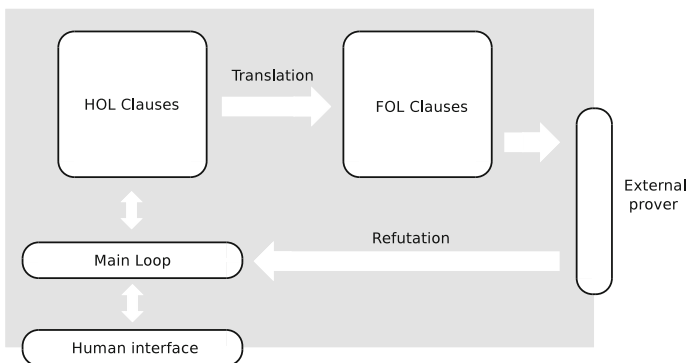 Translation
HOL Clauses
FOL Clauses
External
prover
Refutation
Main Loop
Human interface